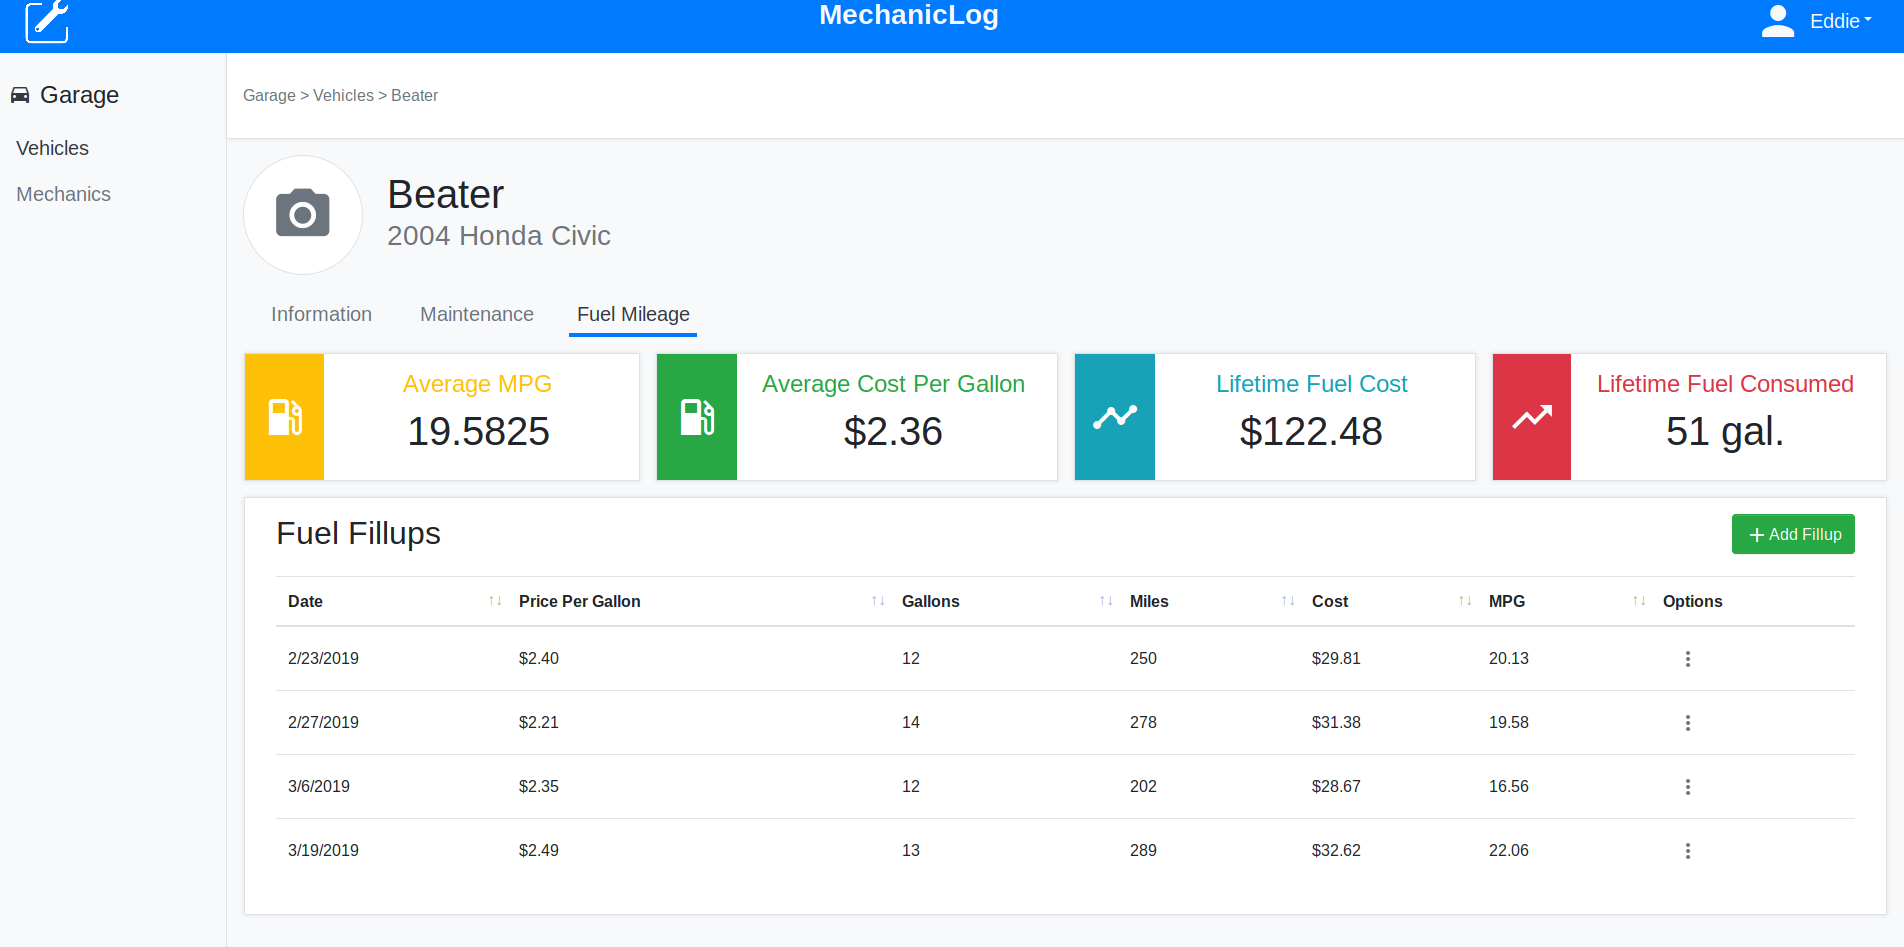 MechanicLog
Eddie
Garage
Vehicles
Mechanics
Garage > Vehicles > Beater
Beater
2004 Honda Civic
Information Maintenance Fuel Mileage
Average MPG
19.5825
Average Cost Per Gallon
$2.36
Lifetime Fuel Cost
$122.48
Lifetime Fuel Consumed
51 gal.
Fuel Fillups
+ Add Fillup
Date ↑↓ Price Per Gallon ↑↓ Gallons ↑↓ Miles ↑↓ Cost ↑↓ MPG ↑↓ Options
2/23/2019 $2.40 12 250 $29.81 20.13
2/27/2019 $2.21 14 278 $31.38 19.58
3/6/2019 $2.35 12 202 $28.67 16.56
3/19/2019 $2.49 13 289 $32.62 22.06